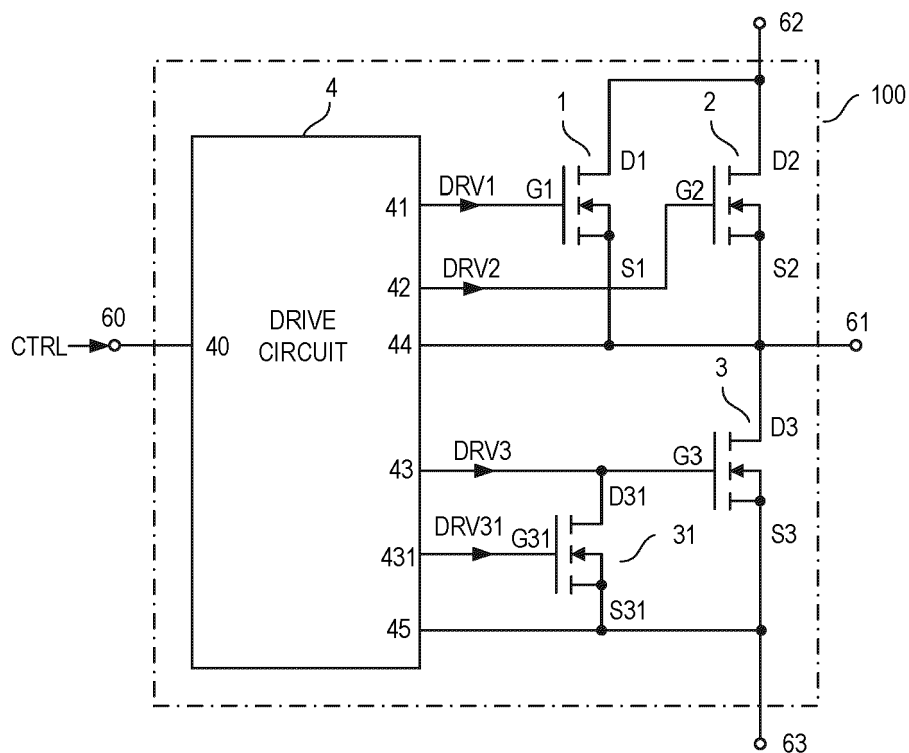 62
4
1
2
100
D1
D2
DRV1
G1
G2
41
DRV2
S1
S2
42
60
DRIVE
CIRCUIT
61
CTRL
40
44
3
D3
DRV3
G3
43
D31
DRV31
G31
31
S3
431
S31
45
63